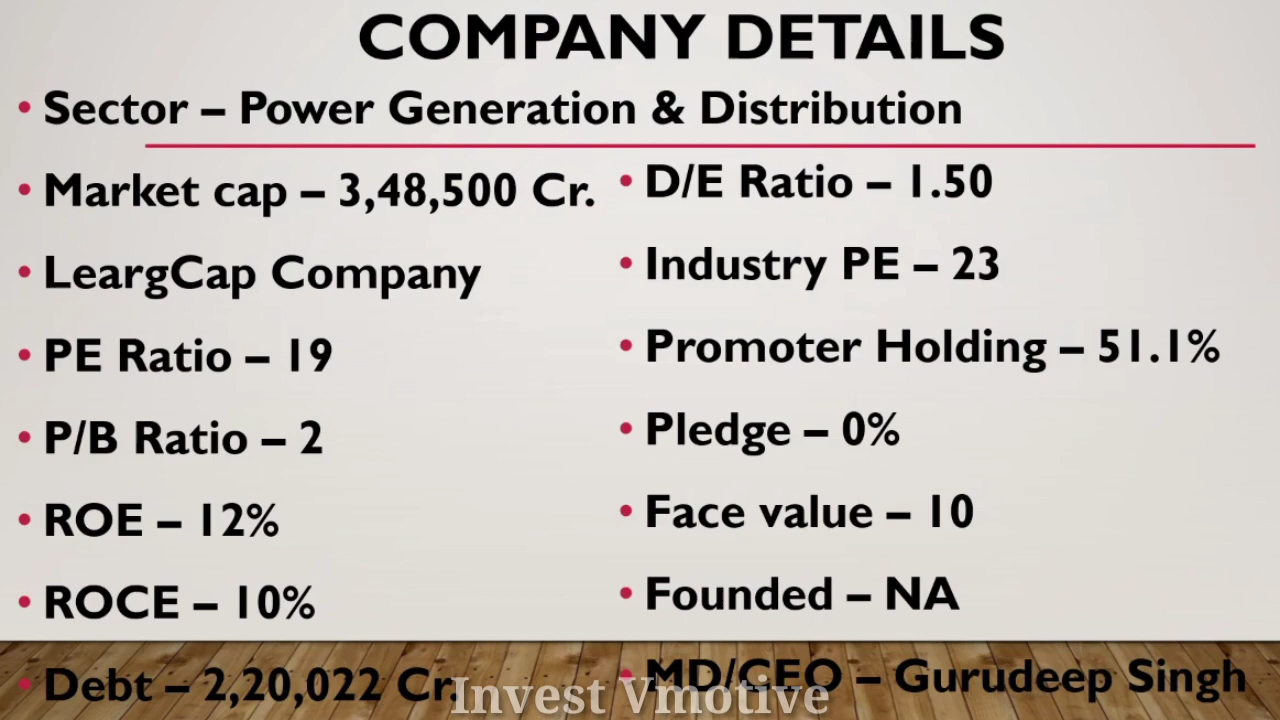 COMPANY DETAILS
• Sector – Power Generation & Distribution
• Market cap – 3,48,500 Cr.
• LeargCap Company
• PE Ratio – 19
• P/B Ratio – 2
• ROE – 12%
• ROCE – 10%
• Debt – 2,20,022 Cr.
• D/E Ratio – 1.50
• Industry PE – 23
• Promoter Holding – 51.1%
• Pledge – 0%
• Face value – 10
• Founded – NA
• MD/CEO – Gurudeep Singh
Invest Vmotive